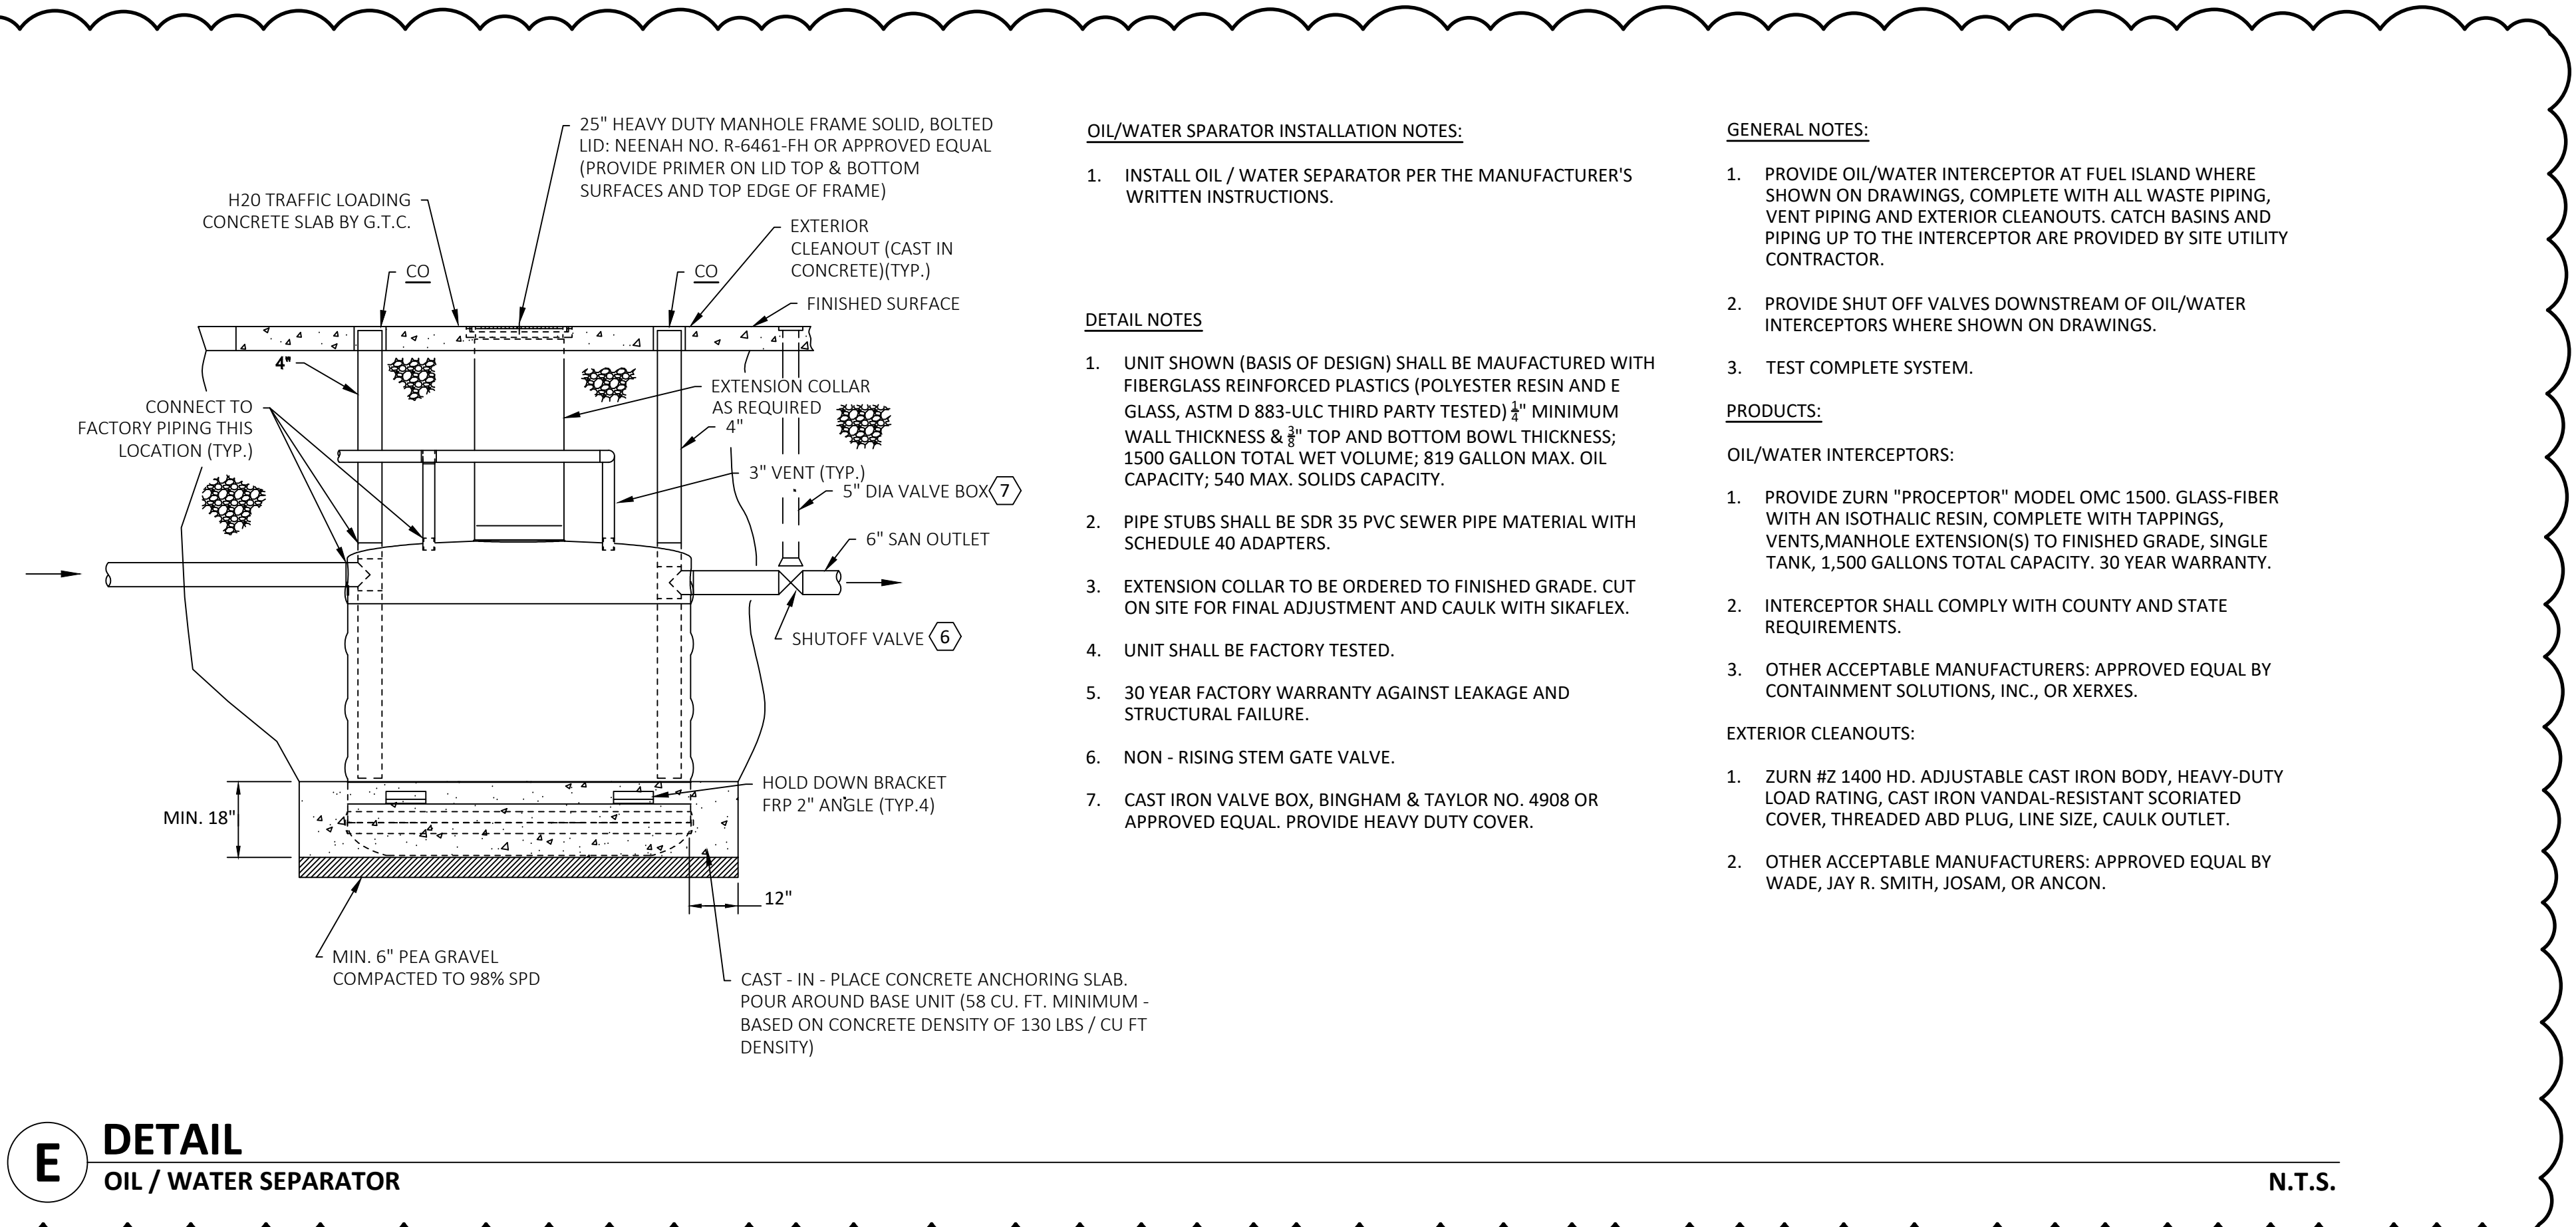 25" HEAVY DUTY MANHOLE FRAME SOLID, BOLTED
LID: NEENAH NO. R-6461-FH OR APPROVED EQUAL
(PROVIDE PRIMER ON LID TOP & BOTTOM
SURFACES AND TOP EDGE OF FRAME)
H20 TRAFFIC LOADING
CONCRETE SLAB BY G.T.C.
EXTERIOR
CLEANOUT (CAST IN
CONCRETE)(TYP.)
CO
CO
FINISHED SURFACE
4"
EXTENSION COLLAR
AS REQUIRED
CONNECT TO
FACTORY PIPING THIS
LOCATION (TYP.)
4"
3" VENT (TYP.)
5" DIA VALVE BOX 7
6" SAN OUTLET
SHUTOFF VALVE 6
HOLD DOWN BRACKET
FRP 2" ANGLE (TYP.4)
MIN. 18"
12"
MIN. 6" PEA GRAVEL
COMPACTED TO 98% SPD
CAST - IN - PLACE CONCRETE ANCHORING SLAB.
POUR AROUND BASE UNIT (58 CU. FT. MINIMUM -
BASED ON CONCRETE DENSITY OF 130 LBS / CU FT
DENSITY)
OIL/WATER SPARATOR INSTALLATION NOTES:
1. INSTALL OIL / WATER SEPARATOR PER THE MANUFACTURER'S
WRITTEN INSTRUCTIONS.
DETAIL NOTES
1. UNIT SHOWN (BASIS OF DESIGN) SHALL BE MAUFACTURED WITH
FIBERGLASS REINFORCED PLASTICS (POLYESTER RESIN AND E
GLASS, ASTM D 883-ULC THIRD PARTY TESTED) 1/4" MINIMUM
WALL THICKNESS & 3/8" TOP AND BOTTOM BOWL THICKNESS;
1500 GALLON TOTAL WET VOLUME; 819 GALLON MAX. OIL
CAPACITY; 540 MAX. SOLIDS CAPACITY.
2. PIPE STUBS SHALL BE SDR 35 PVC SEWER PIPE MATERIAL WITH
SCHEDULE 40 ADAPTERS.
3. EXTENSION COLLAR TO BE ORDERED TO FINISHED GRADE. CUT
ON SITE FOR FINAL ADJUSTMENT AND CAULK WITH SIKAFLEX.
4. UNIT SHALL BE FACTORY TESTED.
5. 30 YEAR FACTORY WARRANTY AGAINST LEAKAGE AND
STRUCTURAL FAILURE.
6. NON - RISING STEM GATE VALVE.
7. CAST IRON VALVE BOX, BINGHAM & TAYLOR NO. 4908 OR
APPROVED EQUAL. PROVIDE HEAVY DUTY COVER.
GENERAL NOTES:
1. PROVIDE OIL/WATER INTERCEPTOR AT FUEL ISLAND WHERE
SHOWN ON DRAWINGS, COMPLETE WITH ALL WASTE PIPING,
VENT PIPING AND EXTERIOR CLEANOUTS. CATCH BASINS AND
PIPING UP TO THE INTERCEPTOR ARE PROVIDED BY SITE UTILITY
CONTRACTOR.
2. PROVIDE SHUT OFF VALVES DOWNSTREAM OF OIL/WATER
INTERCEPTORS WHERE SHOWN ON DRAWINGS.
3. TEST COMPLETE SYSTEM.
PRODUCTS:
OIL/WATER INTERCEPTORS:
1. PROVIDE ZURN "PROCEPTOR" MODEL OMC 1500. GLASS-FIBER
WITH AN ISOTHALIC RESIN, COMPLETE WITH TAPPINGS,
VENTS,MANHOLE EXTENSION(S) TO FINISHED GRADE, SINGLE
TANK, 1,500 GALLONS TOTAL CAPACITY. 30 YEAR WARRANTY.
2. INTERCEPTOR SHALL COMPLY WITH COUNTY AND STATE
REQUIREMENTS.
3. OTHER ACCEPTABLE MANUFACTURERS: APPROVED EQUAL BY
CONTAINMENT SOLUTIONS, INC., OR XERXES.
EXTERIOR CLEANOUTS:
1. ZURN #Z 1400 HD. ADJUSTABLE CAST IRON BODY, HEAVY-DUTY
LOAD RATING, CAST IRON VANDAL-RESISTANT SCORIATED
COVER, THREADED ABD PLUG, LINE SIZE, CAULK OUTLET.
2. OTHER ACCEPTABLE MANUFACTURERS: APPROVED EQUAL BY
WADE, JAY R. SMITH, JOSAM, OR ANCON.
E
DETAIL
OIL / WATER SEPARATOR
N.T.S.